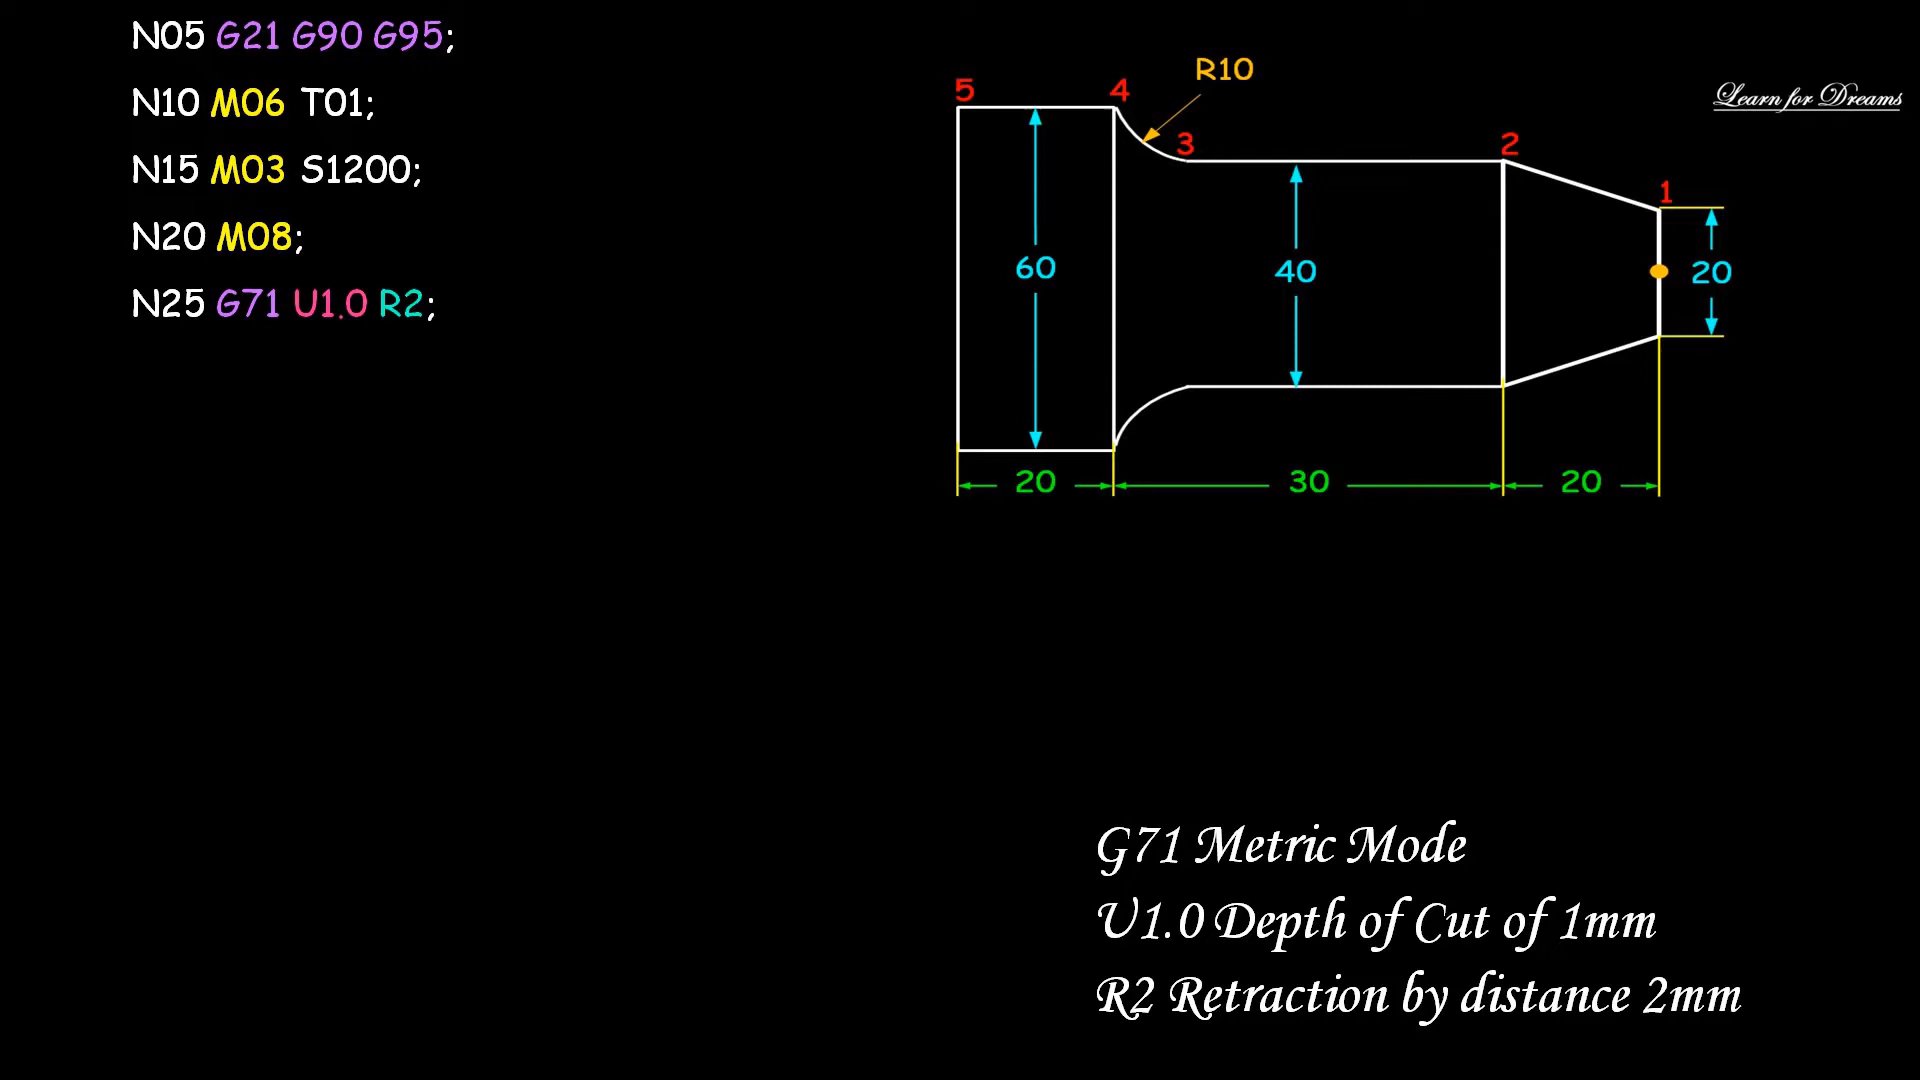 N05 G21 G90 G95;
N10 M06 T01;
N15 M03 S1200;
N20 M08;
N25 G71 U1.0 R2;
R10
Learn for Dreams
5
4
3
2
1
60
40
20
20
30
20
G71 Metric Mode
U1.0 Depth of Cut of 1mm
R2 Retraction by distance 2mm